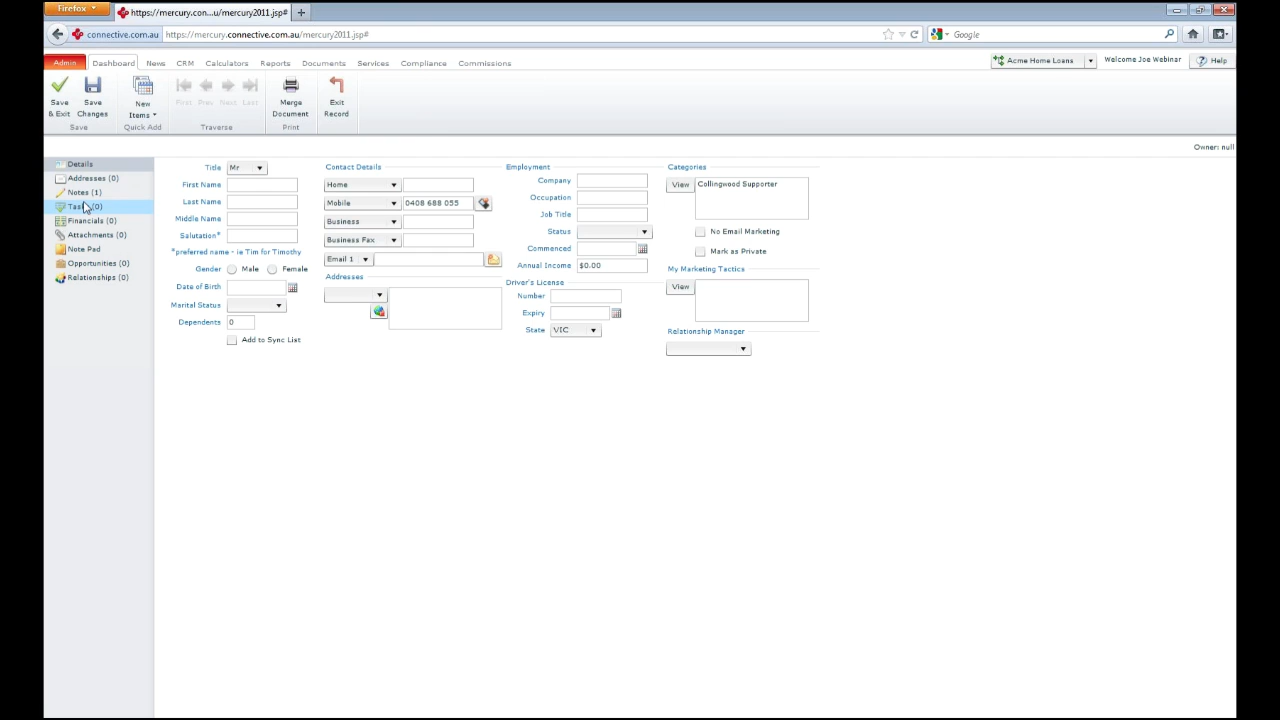 Firefox
https://mercury.con...u/mercury2011.jsp#
connective.com.au https://mercury.connective.com.au/mercury2011.jsp# Google
Admin Dashboard News CRM Calculators Reports Documents Services Compliance Commissions Acme Home Loans Welcome Joe Webinar Help
Save & Exit
Save Changes
New Items
First Prev Next Last
Merge Document
Exit Record
Save Quick Add Traverse Print
Owner: null
Details
Addresses (0)
Notes (1)
(0)
Financials (0)
Attachments (0)
Note Pad
Opportunities (0)
Relationships (0)
Title Mr
First Name
Last Name
Middle Name
Salutation*
*preferred name - ie Tim for Timothy
Gender Male Female
Date of Birth
Marital Status
Dependents 0
Add to Sync List
Contact Details
Home
Mobile 0408 688 055
Business
Business Fax
Email 1
Addresses
Employment
Company
Occupation
Job Title
Status
Commenced
Annual Income $0.00
Driver's License
Number
Expiry
State VIC
Categories
View Collingwood Supporter
No Email Marketing
Mark as Private
My Marketing Tactics
View
Relationship Manager